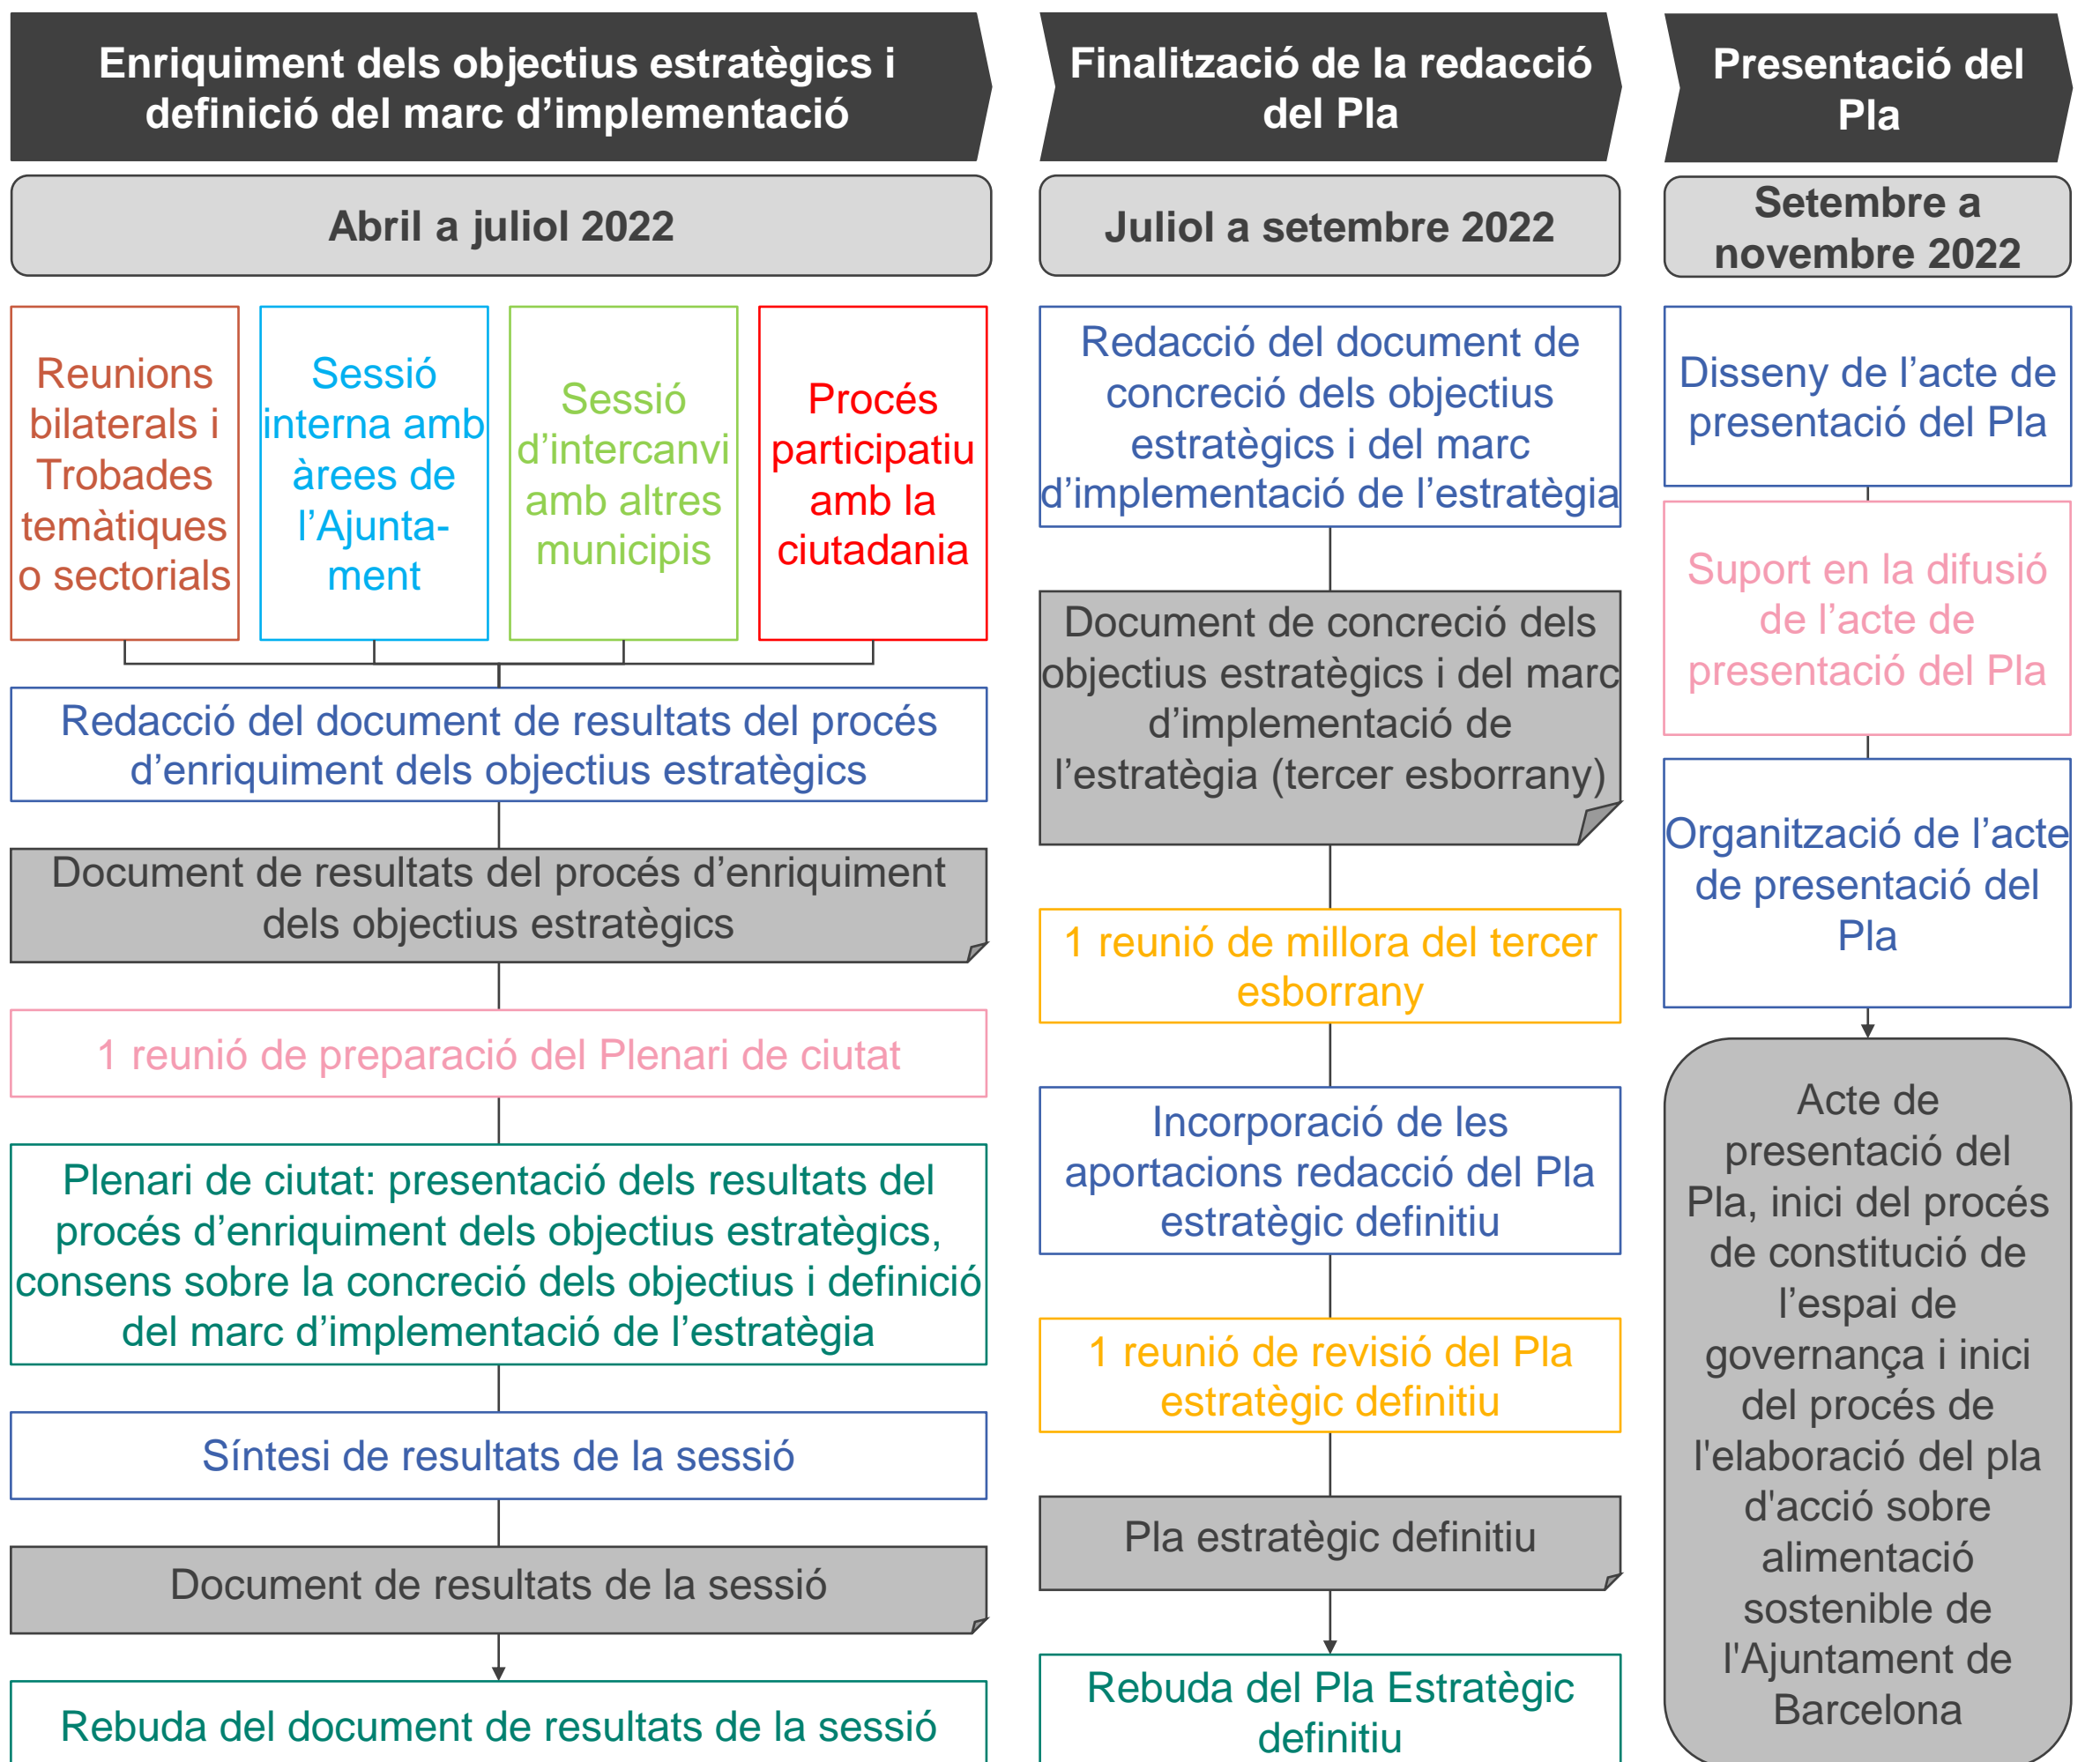 Enriquiment dels objectius estratègics i
definició del marc d’implementació
Abril a juliol 2022
Reunions
bilaterals i
Trobades
temàtiques
o sectorials
Sessió
interna amb
àrees de
l’Ajunta-
ment
Sessió
d’intercanvi
amb altres
municipis
Procés
participatiu
amb la
ciutadania
Redacció del document de resultats del procés
d’enriquiment dels objectius estratègics
Document de resultats del procés d’enriquiment
dels objectius estratègics
1 reunió de preparació del Plenari de ciutat
Plenari de ciutat: presentació dels resultats del
procés d’enriquiment dels objectius estratègics,
consens sobre la concreció dels objectius i definició
del marc d’implementació de l’estratègia
Síntesi de resultats de la sessió
Document de resultats de la sessió
Rebuda del document de resultats de la sessió
Finalització de la redacció
del Pla
Juliol a setembre 2022
Redacció del document de
concreció dels objectius
estratègics i del marc
d’implementació de l’estratègia
Document de concreció dels
objectius estratègics i del marc
d’implementació de
l’estratègia (tercer esborrany)
1 reunió de millora del tercer
esborrany
Incorporació de les
aportacions redacció del Pla
estratègic definitiu
1 reunió de revisió del Pla
estratègic definitiu
Pla estratègic definitiu
Rebuda del Pla Estratègic
definitiu
Presentació del
Pla
Setembre a
novembre 2022
Disseny de l’acte de
presentació del Pla
Suport en la difusió
de l’acte de
presentació del Pla
Organització de l’acte
de presentació del
Pla
Acte de
presentació del
Pla, inici del procés
de constitució de
l’espai de
governança i inici
del procés de
l'elaboració del pla
d'acció sobre
alimentació
sostenible de
l'Ajuntament de
Barcelona